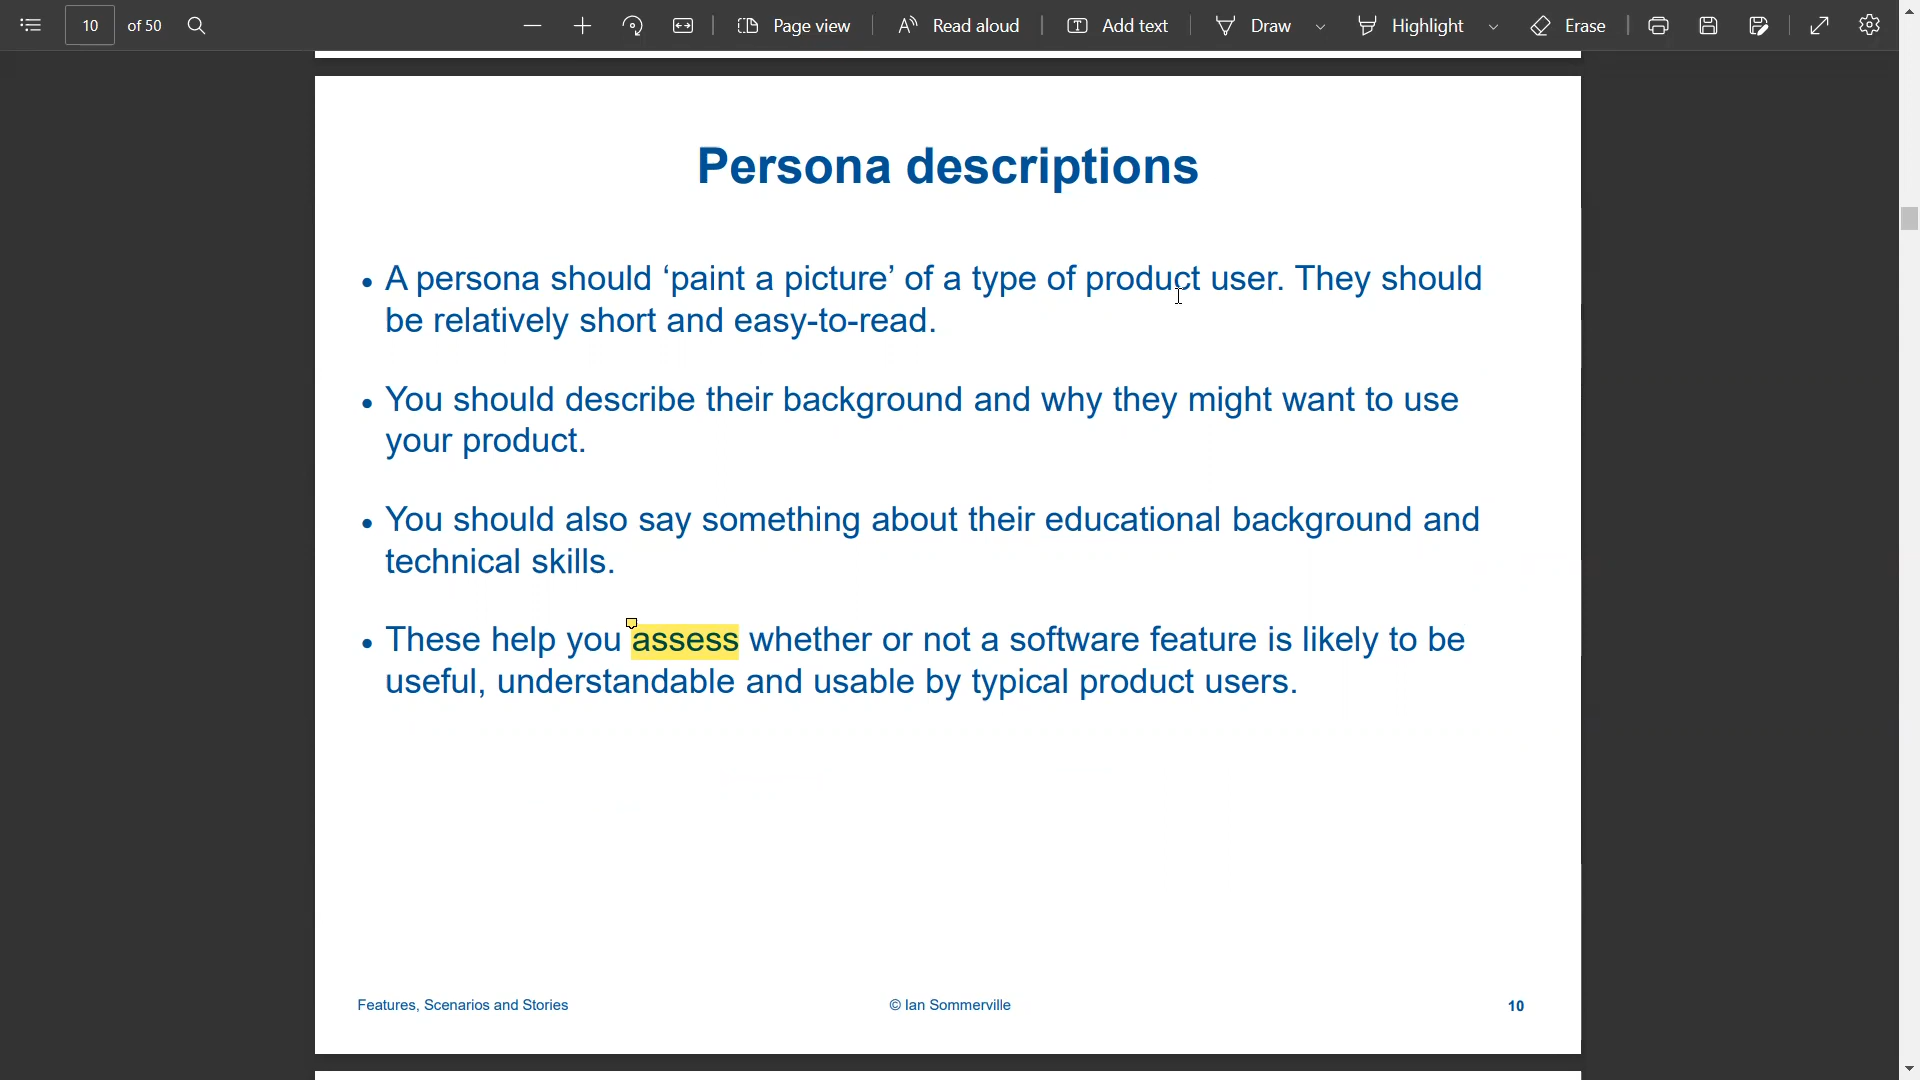 10 of 50 Page view Read aloud Add text Draw Highlight Erase
Persona descriptions
• A persona should ‘paint a picture’ of a type of product user. They should
be relatively short and easy-to-read.
• You should describe their background and why they might want to use
your product.
• You should also say something about their educational background and
technical skills.
• These help you assess whether or not a software feature is likely to be
useful, understandable and usable by typical product users.
Features, Scenarios and Stories © Ian Sommerville 10